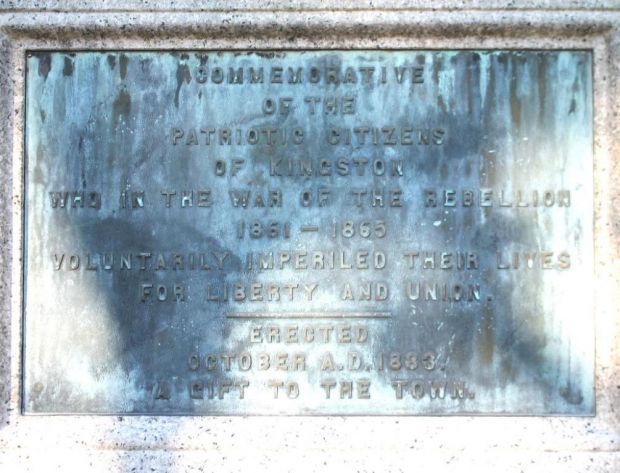 COMMEMORATIVE
OF THE
PATRIOTIC CITIZENS
OF KINGSTON
WHO IN THE WAR OF THE REBELLION
1861 — 1865
VOLUNTARILY IMPERILED THEIR LIVES
FOR LIBERTY AND UNION.
ERECTED
OCTOBER A.D. 1883.
A GIFT TO THE TOWN.